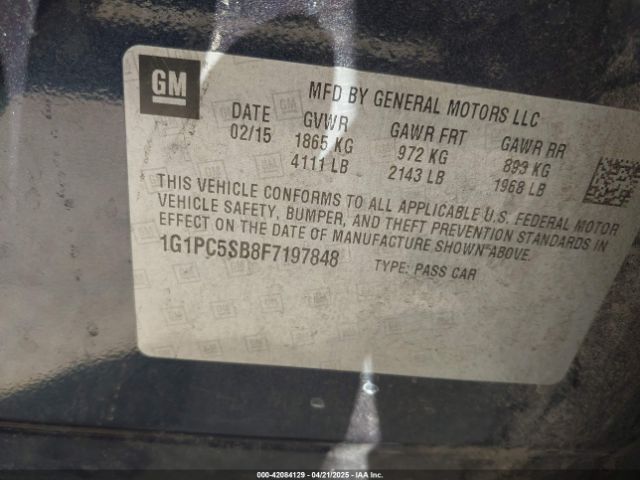 GM
MFD BY GENERAL MOTORS LLC
DATE GVWR GAWR FRT GAWR RR
02/15 1865 KG 972 KG 893 KG
4111 LB 2143 LB 1968 LB
THIS VEHICLE CONFORMS TO ALL APPLICABLE U.S. FEDERAL MOTOR
VEHICLE SAFETY, BUMPER, AND THEFT PREVENTION STANDARDS IN
EFFECT ON THE DATE OF MANUFACTURE SHOWN ABOVE.
1G1PC5SB8F7197848 TYPE: PASS CAR
000-42084129 - 04/21/2025 - IAA Inc.